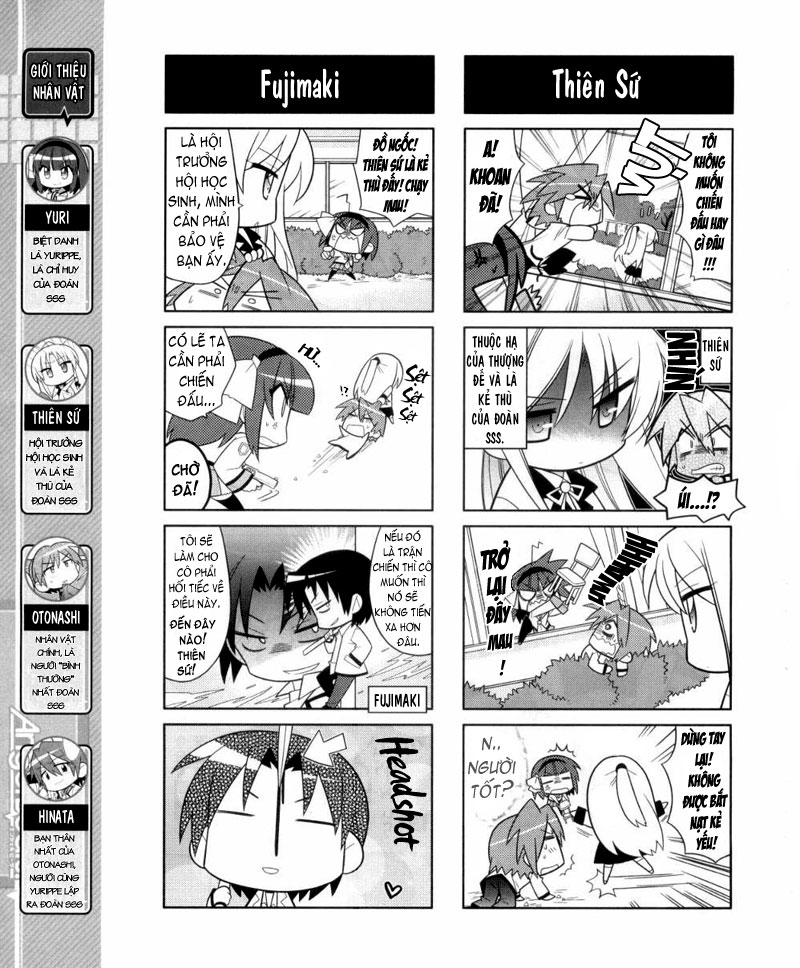 GIỚI THIỆU
NHÂN VẬT
YURI
BIỆT DANH
LÀ YURIPPE,
LÀ CHỈ HUY
CỦA ĐOÀN
SSS
THIÊN SỨ
HỘI TRƯỞNG
HỘI HỌC SINH
VÀ LÀ KẺ
THÙ CỦA
ĐOÀN SSS
OTONASHI
NHÂN VẬT
CHÍNH, LÀ
NGƯỜI "BÌNH
THƯỜNG"
NHẤT ĐOÀN
SSS
HINATA
BẠN THÂN
NHẤT CỦA
OTONASHI,
NGƯỜI CÙNG
YURIPPE LẬP
RA ĐOÀN SSS
Thiên Sứ
TÔI
KHÔNG
MUỐN
CHIẾN
ĐẤU HAY
GÌ ĐÂU
!!!
VỤT
A!
KHOAN
ĐÃ!
THIÊN
SỨ
NHÌN
THUỘC HẠ
CỦA THƯỢNG
ĐẾ VÀ LÀ
KẺ THÙ
CỦA ĐOÀN
SSS.
ÚI....!?
TRỞ
LẠI
ĐÂY
MAU
!
DỪNG TAY
LẠI!
KHÔNG
ĐƯỢC BẮT
NẠT KẺ
YẾU!
N..
NGƯỜI
TỐT?
Fujimaki
ĐỒ NGỐC!
THIÊN SỨ LÀ KẺ
THÙ ĐẤY! CHẠY
MAU!
LÀ HỘI
TRƯỞNG
HỘI HỌC
SINH, MÌNH
CẦN PHẢI
BẢO VỆ
BẠN ẤY.
SỆT
SỆT
SỆT
!?
HỪ...
CÓ LẼ TA
CẦN PHẢI
CHIẾN
ĐẤU...
CHỜ
ĐÃ!
NẾU ĐÓ
LÀ TRẬN
CHIẾN THÌ CÔ
MUỐN THÌ
NÓ SẼ
KHÔNG TIẾN
XA HƠN
ĐÂU.
TÔI SẼ
LÀM CHO
CÔ PHẢI
HỐI TIẾC VỀ
ĐIỀU NÀY.
ĐẾN ĐÂY
NÀO! THIÊN
SỨ!
FUJIMAKI
Headshot